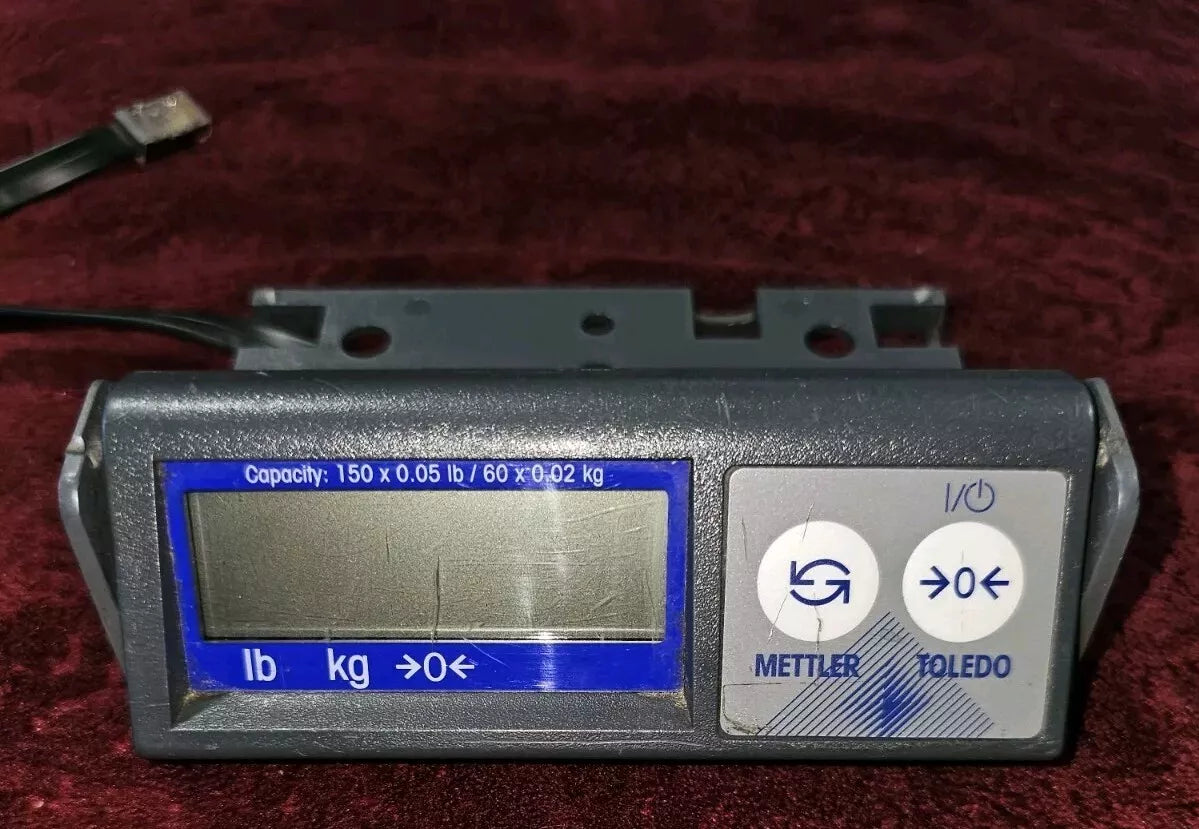 Capacity: 150 x 0.05 lb / 60 x 0.02 kg
I/⏻
→0←
lb kg →0←
METTLER TOLEDO